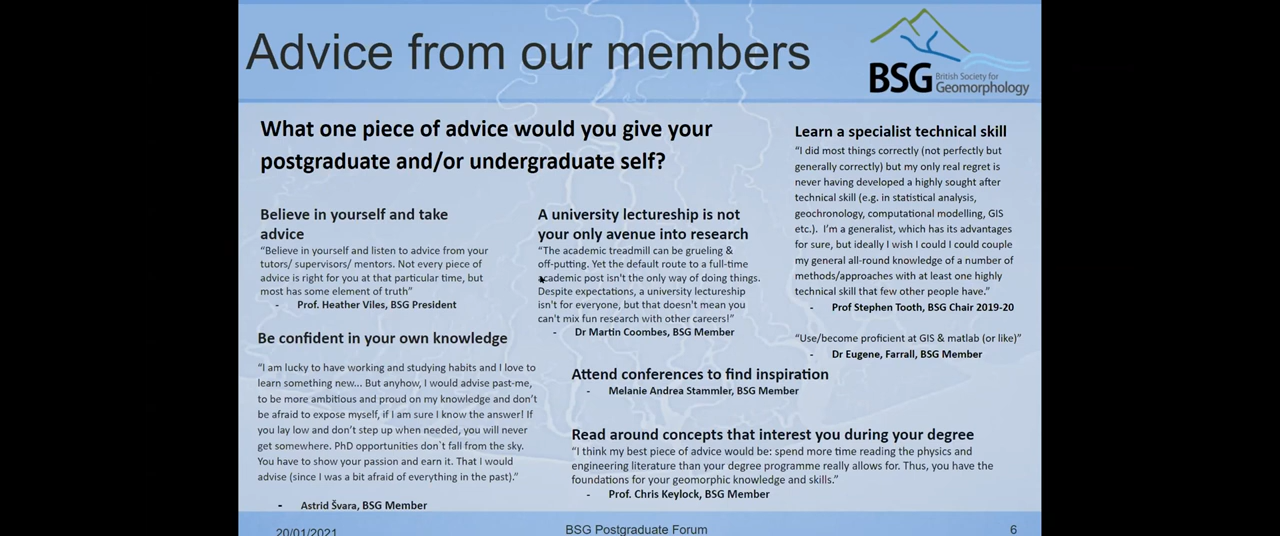 Advice from our members
BSG British Society for
Geomorphology
What one piece of advice would you give your
postgraduate and/or undergraduate self?
Believe in yourself and take
advice
“Believe in yourself and listen to advice from your
tutors/ supervisors/ mentors. Not every piece of
advice is right for you at that particular time, but
most has some element of truth”
- Prof. Heather Viles, BSG President
Be confident in your own knowledge
“I am lucky to have working and studying habits and I love to
learn something new... But anyhow, I would advise past-me,
to be more ambitious and proud on my knowledge and don’t
be afraid to expose myself, if I am sure I know the answer! If
you lay low and don’t step up when needed, you will never
get somewhere. PhD opportunities don`t fall from the sky.
You have to show your passion and earn it. That I would
advise (since I was a bit afraid of everything in the past).”
- Astrid Švara, BSG Member
A university lectureship is not
your only avenue into research
“The academic treadmill can be grueling &
off-putting. Yet the default route to a full-time
academic post isn't the only way of doing things.
Despite expectations, a university lectureship
isn't for everyone, but that doesn't mean you
can't mix fun research with other careers!”
- Dr Martin Coombes, BSG Member
Attend conferences to find inspiration
- Melanie Andrea Stammler, BSG Member
Read around concepts that interest you during your degree
“I think my best piece of advice would be: spend more time reading the physics and
engineering literature than your degree programme really allows for. Thus, you have the
foundations for your geomorphic knowledge and skills.”
- Prof. Chris Keylock, BSG Member
Learn a specialist technical skill
“I did most things correctly (not perfectly but
generally correctly) but my only real regret is
never having developed a highly sought after
technical skill (e.g. in statistical analysis,
geochronology, computational modelling, GIS
etc.). I’m a generalist, which has its advantages
for sure, but ideally I wish I could I could couple
my general all-round knowledge of a number of
methods/approaches with at least one highly
technical skill that few other people have.”
- Prof Stephen Tooth, BSG Chair 2019-20
“Use/become proficient at GIS & matlab (or like)”
- Dr Eugene, Farrall, BSG Member
20/01/2021
BSG Postgraduate Forum
6